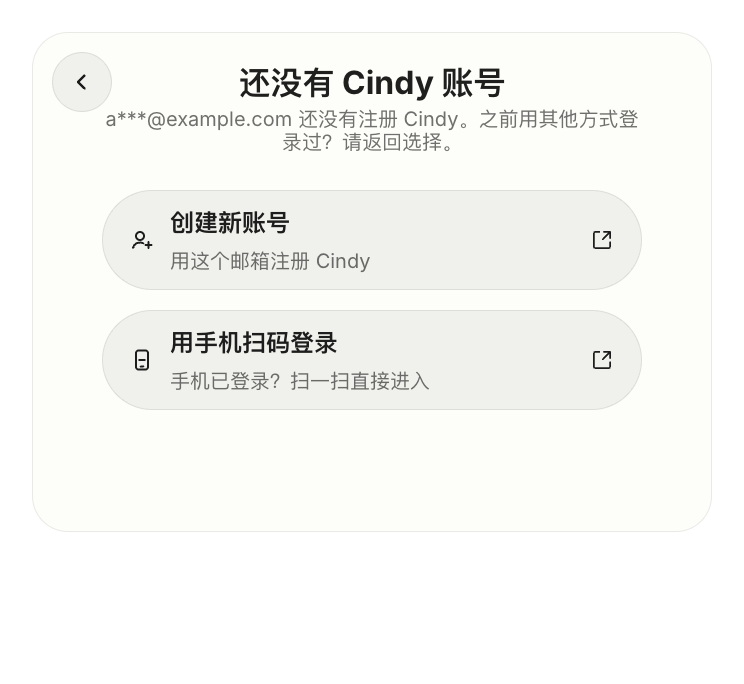 还没有 Cindy 账号
a***@example.com 还没有注册 Cindy。之前用其他方式登
录过？请返回选择。
创建新账号
用这个邮箱注册 Cindy
用手机扫码登录
手机已登录？扫一扫直接进入